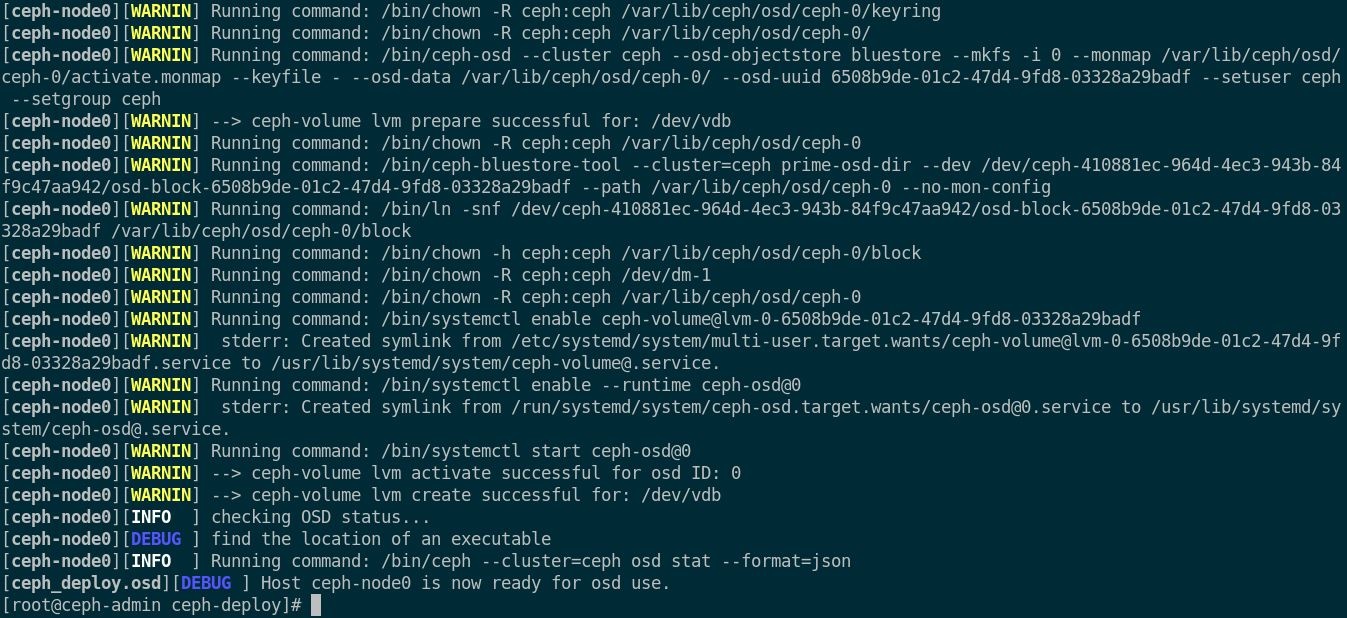 [ceph-node0][WARNIN] Running command: /bin/chown -R ceph:ceph /var/lib/ceph/osd/ceph-0/keyring
[ceph-node0][WARNIN] Running command: /bin/chown -R ceph:ceph /var/lib/ceph/osd/ceph-0/
[ceph-node0][WARNIN] Running command: /bin/ceph-osd --cluster ceph --osd-objectstore bluestore --mkfs -i 0 --monmap /var/lib/ceph/osd/
ceph-0/activate.monmap --keyfile - --osd-data /var/lib/ceph/osd/ceph-0/ --osd-uuid 6508b9de-01c2-47d4-9fd8-03328a29badf --setuser ceph
 --setgroup ceph
[ceph-node0][WARNIN] --> ceph-volume lvm prepare successful for: /dev/vdb
[ceph-node0][WARNIN] Running command: /bin/chown -R ceph:ceph /var/lib/ceph/osd/ceph-0
[ceph-node0][WARNIN] Running command: /bin/ceph-bluestore-tool --cluster=ceph prime-osd-dir --dev /dev/ceph-410881ec-964d-4ec3-943b-84
f9c47aa942/osd-block-6508b9de-01c2-47d4-9fd8-03328a29badf --path /var/lib/ceph/osd/ceph-0 --no-mon-config
[ceph-node0][WARNIN] Running command: /bin/ln -snf /dev/ceph-410881ec-964d-4ec3-943b-84f9c47aa942/osd-block-6508b9de-01c2-47d4-9fd8-03
328a29badf /var/lib/ceph/osd/ceph-0/block
[ceph-node0][WARNIN] Running command: /bin/chown -h ceph:ceph /var/lib/ceph/osd/ceph-0/block
[ceph-node0][WARNIN] Running command: /bin/chown -R ceph:ceph /dev/dm-1
[ceph-node0][WARNIN] Running command: /bin/chown -R ceph:ceph /var/lib/ceph/osd/ceph-0
[ceph-node0][WARNIN] Running command: /bin/systemctl enable ceph-volume@lvm-0-6508b9de-01c2-47d4-9fd8-03328a29badf
[ceph-node0][WARNIN]  stderr: Created symlink from /etc/systemd/system/multi-user.target.wants/ceph-volume@lvm-0-6508b9de-01c2-47d4-9f
d8-03328a29badf.service to /usr/lib/systemd/system/ceph-volume@.service.
[ceph-node0][WARNIN] Running command: /bin/systemctl enable --runtime ceph-osd@0
[ceph-node0][WARNIN]  stderr: Created symlink from /run/systemd/system/ceph-osd.target.wants/ceph-osd@0.service to /usr/lib/systemd/sy
stem/ceph-osd@.service.
[ceph-node0][WARNIN] Running command: /bin/systemctl start ceph-osd@0
[ceph-node0][WARNIN] --> ceph-volume lvm activate successful for osd ID: 0
[ceph-node0][WARNIN] --> ceph-volume lvm create successful for: /dev/vdb
[ceph-node0][INFO  ] checking OSD status...
[ceph-node0][DEBUG ] find the location of an executable
[ceph-node0][INFO  ] Running command: /bin/ceph --cluster=ceph osd stat --format=json
[ceph_deploy.osd][DEBUG ] Host ceph-node0 is now ready for osd use.
[root@ceph-admin ceph-deploy]#